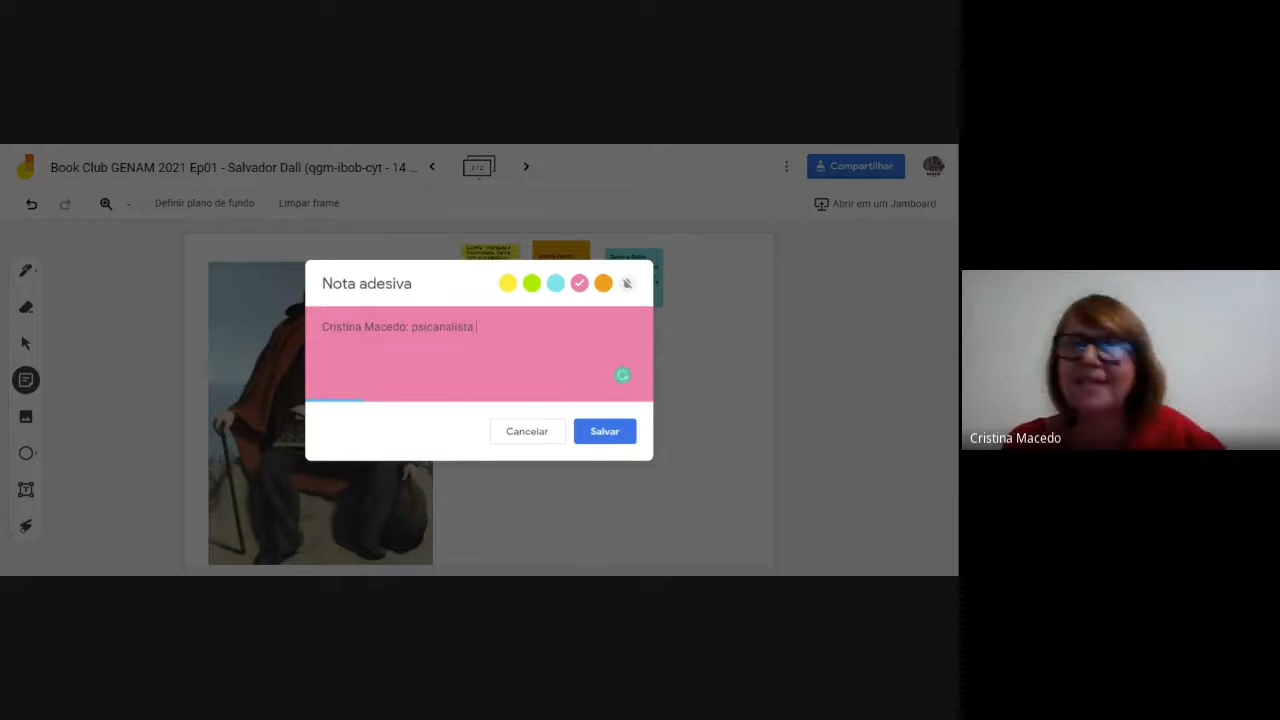 Book Club GENAM 2021 Ep01 - Salvador Dalì (qgm-ibob-cyt - 14 ...
Compartilhar
Definir plano de fundo
Limpar frame
Abrir em um Jamboard
Nota adesiva
Cristina Macedo: psicanalista
Cancelar
Salvar
Cristina Macedo